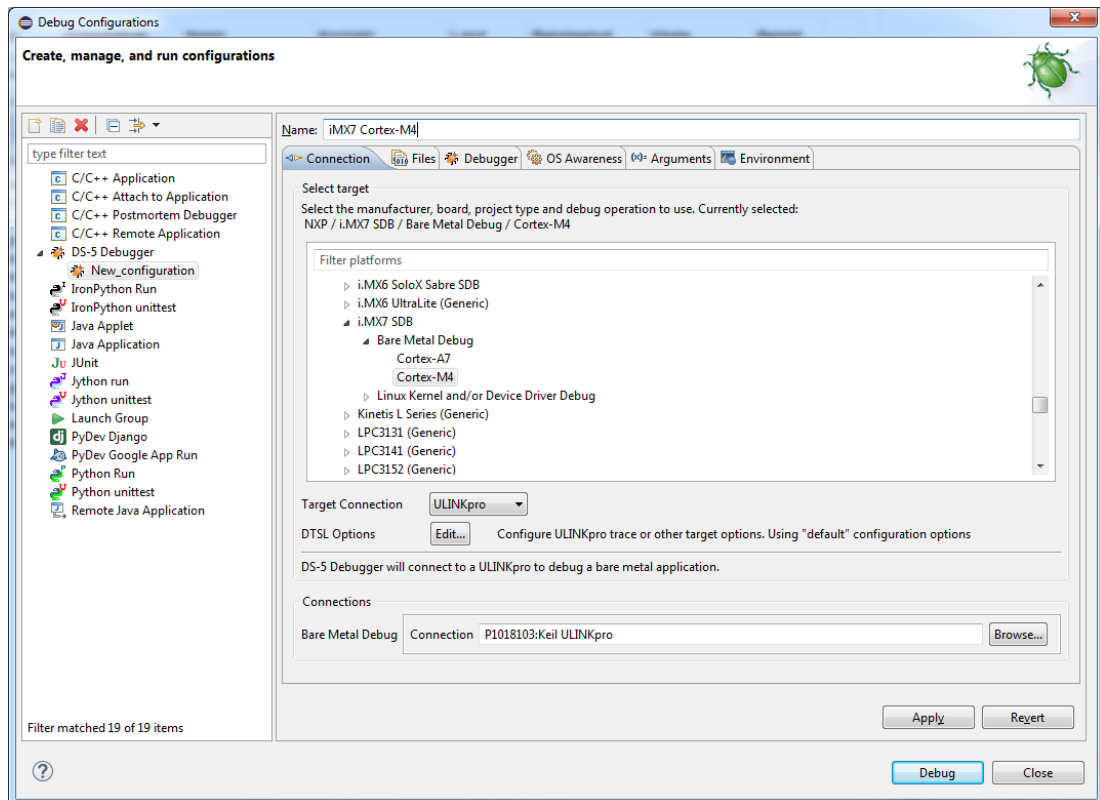 Debug Configurations
Create, manage, and run configurations
type filter text
C/C++ Application
C/C++ Attach to Application
C/C++ Postmortem Debugger
C/C++ Remote Application
DS-5 Debugger
New_configuration
IronPython Run
IronPython unittest
Java Applet
Java Application
Ju JUnit
Jython run
Jython unittest
Launch Group
dj PyDev Django
PyDev Google App Run
Python Run
Python unittest
Remote Java Application
Filter matched 19 of 19 items
Name: iMX7 Cortex-M4
Connection Files Debugger OS Awareness (x)= Arguments Environment
Select target
Select the manufacturer, board, project type and debug operation to use. Currently selected:
NXP / i.MX7 SDB / Bare Metal Debug / Cortex-M4
Filter platforms
i.MX6 SoloX Sabre SDB
i.MX6 UltraLite (Generic)
i.MX7 SDB
Bare Metal Debug
Cortex-A7
Cortex-M4
Linux Kernel and/or Device Driver Debug
Kinetis L Series (Generic)
LPC3131 (Generic)
LPC3141 (Generic)
LPC3152 (Generic)
Target Connection ULINKpro
DTSL Options Edit... Configure ULINKpro trace or other target options. Using "default" configuration options
DS-5 Debugger will connect to a ULINKpro to debug a bare metal application.
Connections
Bare Metal Debug Connection P1018103:Keil ULINKpro Browse...
Apply Revert
? Debug Close